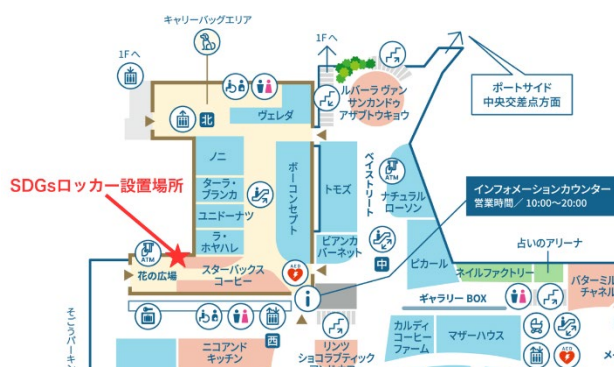 キャリーバッグエリア
1Fへ
1Fへ
北
ヴェレダ
ルパーラ ヴァン
サンカンドゥ
アザブトウキョウ
ポートサイド
中央交差点方面
SDGsロッカー設置場所
ノニ
ターラ・
ブランカ
ユニドーナツ
ラ・
ホヤハレ
ボーコンセプト
トモズ
ベイストリート
ATM
ナチュラル
ローソン
インフォメーションカウンター
営業時間/10:00〜20:00
ビアンカ
バーネット
中
ピカール
占いのアリーナ
ATM
花の広場
スターバックス
コーヒー
AED
i
ネイルファクトリー
バターミル
チャネル
ギャラリー BOX
そごうパーキン
西
ニコアンド
キッチン
リンツ
ショコラブティック
カルディ
コーヒー
ファーム
マザーハウス
AED